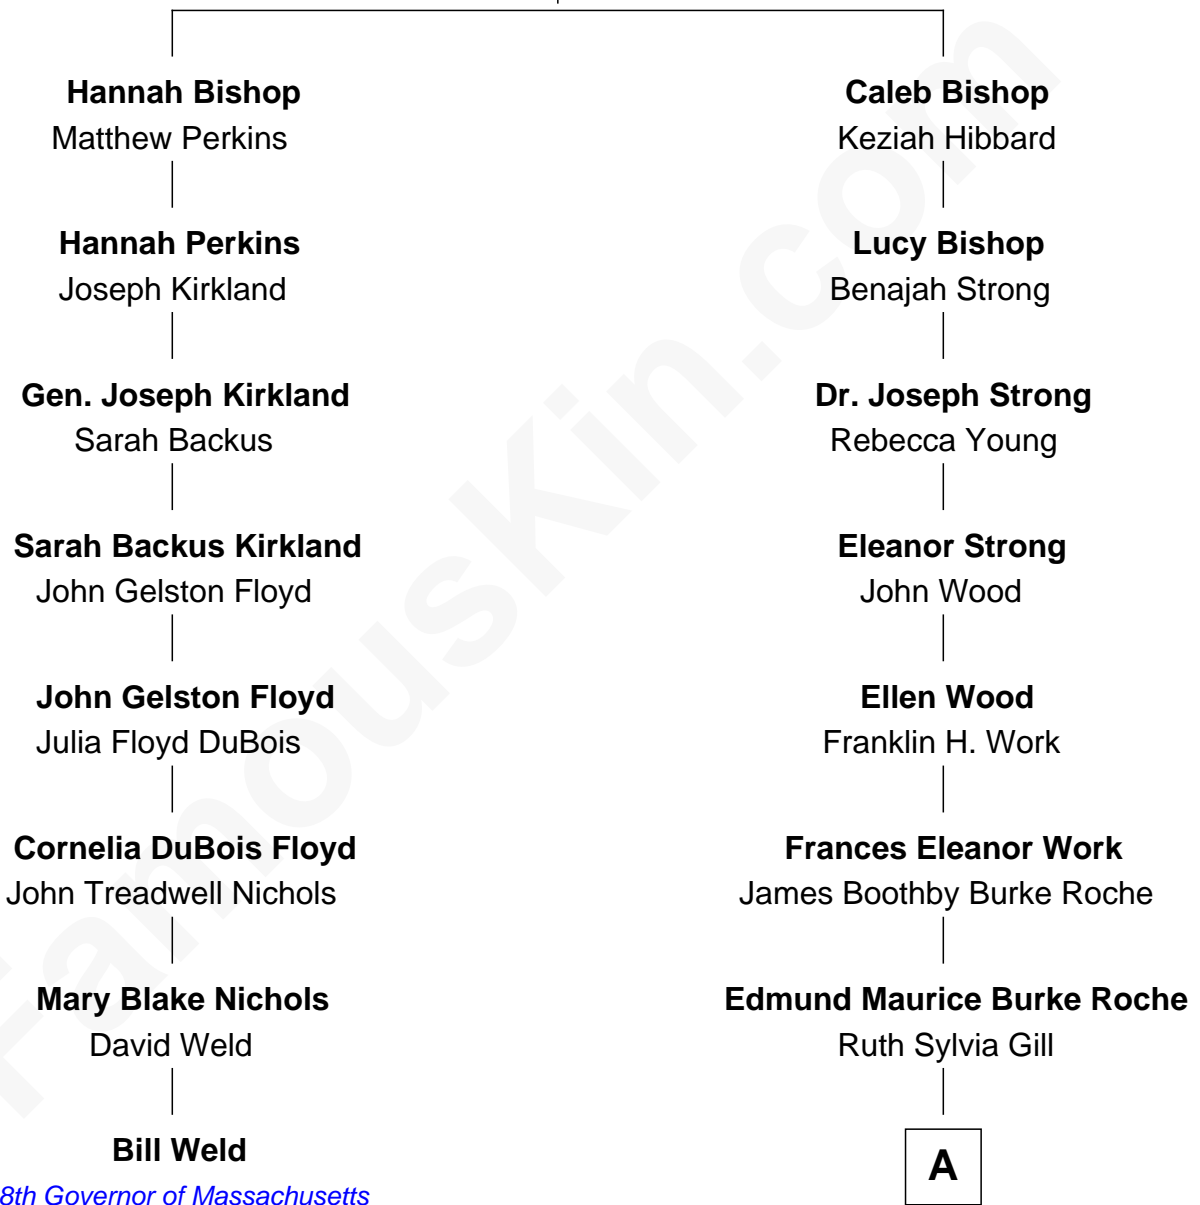 Hannah Bishop
Matthew Perkins
Hannah Perkins
Joseph Kirkland
Gen. Joseph Kirkland
Sarah Backus
Sarah Backus Kirkland
John Gelston Floyd
John Gelston Floyd
Julia Floyd DuBois
Cornelia DuBois Floyd
John Treadwell Nichols
Mary Blake Nichols
David Weld
Bill Weld
8th Governor of Massachusetts
Caleb Bishop
Keziah Hibbard
Lucy Bishop
Benajah Strong
Dr. Joseph Strong
Rebecca Young
Eleanor Strong
John Wood
Ellen Wood
Franklin H. Work
Frances Eleanor Work
James Boothby Burke Roche
Edmund Maurice Burke Roche
Ruth Sylvia Gill
A
FamousKin.com